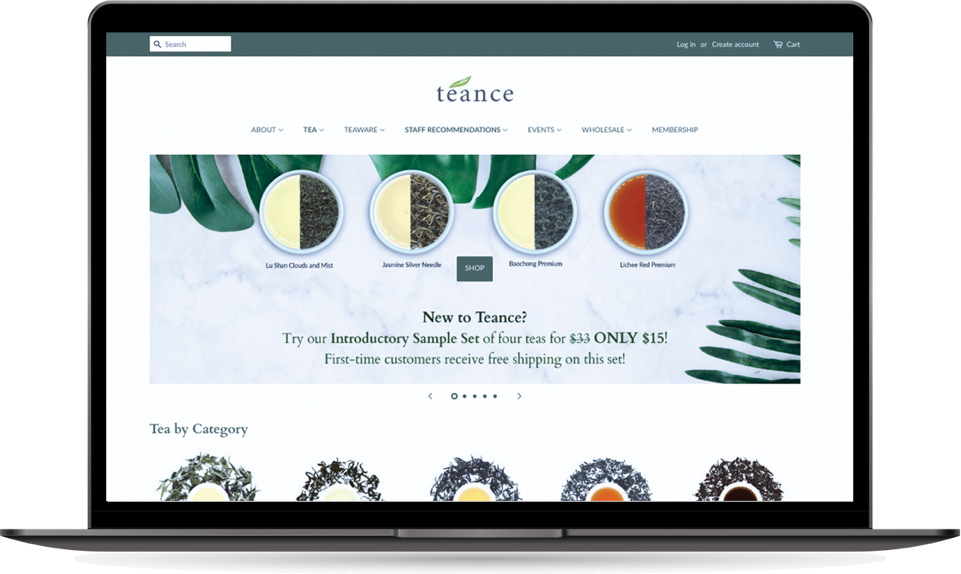 Search
Log in or Create account Cart
teance
ABOUT TEA TEAWARE STAFF RECOMMENDATIONS EVENTS WHOLESALE MEMBERSHIP
Lu Shan Clouds and Mist
Jasmine Silver Needle
Baochong Premium
Lichee Red Premium
SHOP
New to Teance?
Try our Introductory Sample Set of four teas for $33 ONLY $15!
First-time customers receive free shipping on this set!
Tea by Category